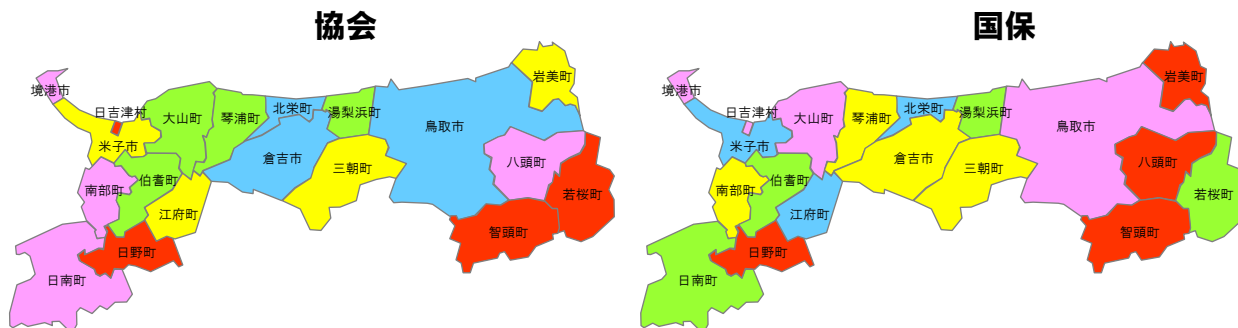 協会
国保
岩美町
境港市
日吉津村
大山町
琴浦町
北栄町
湯梨浜町
鳥取市
米子市
倉吉市
三朝町
八頭町
若桜町
南部町
伯耆町
江府町
智頭町
日野町
日南町
岩美町
境港市
日吉津村
大山町
琴浦町
北栄町
湯梨浜町
鳥取市
米子市
倉吉市
三朝町
八頭町
若桜町
南部町
伯耆町
江府町
智頭町
日野町
日南町